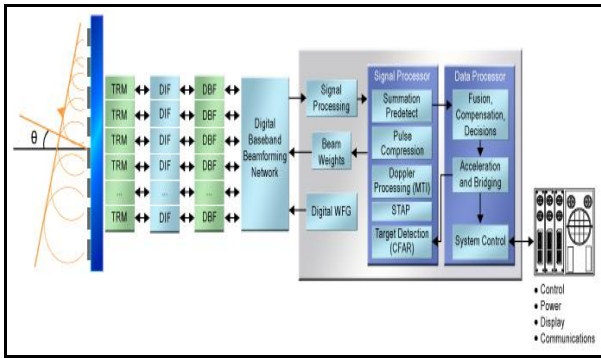 θ
TRM DIF DBF
TRM DIF DBF
TRM DIF DBF
TRM DIF DBF
... ... ...
TRM DIF DBF
Digital
Baseband
Beamforming
Network
Signal
Processing
Beam
Weights
Digital WFG
Signal Processor
Summation
Predetect
Pulse
Compression
Doppler
Processing (MTI)
STAP
Target Detection
(CFAR)
Data Processor
Fusion,
Compensation,
Decisions
Acceleration
and Bridging
System Control
• Control
• Power
• Display
• Communications